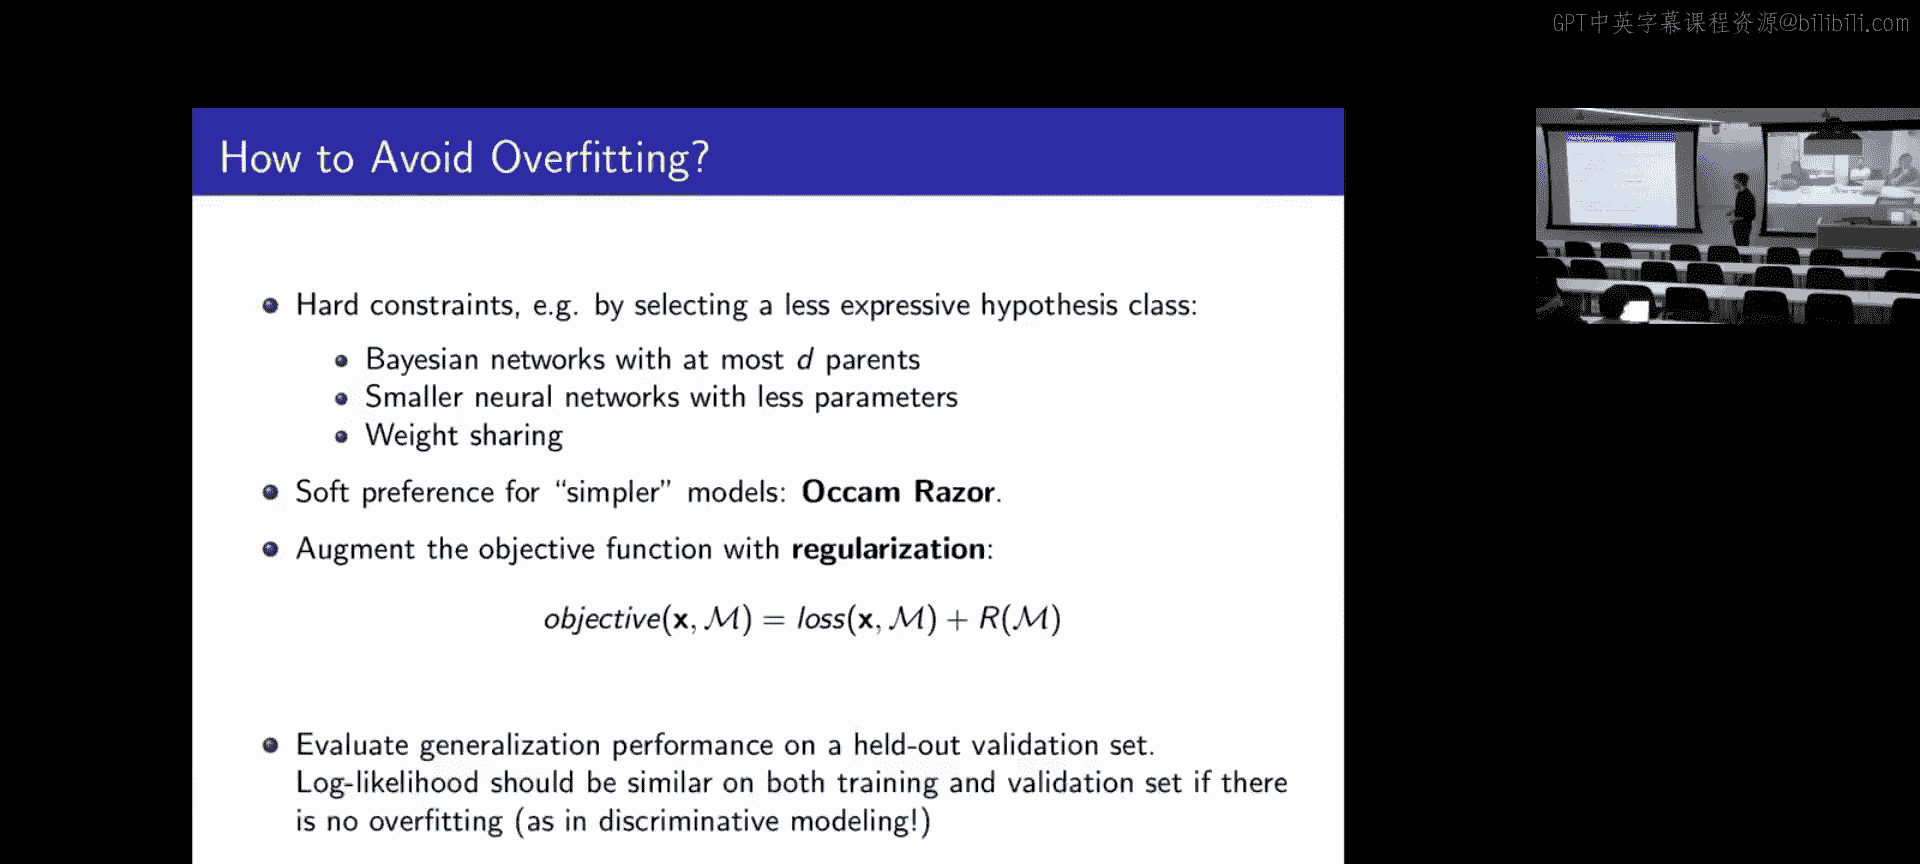 GPT中英字幕课程资源@bilibili.com
How to Avoid Overfitting?
Hard constraints, e.g. by selecting a less expressive hypothesis class:
Bayesian networks with at most d parents
Smaller neural networks with less parameters
Weight sharing
Soft preference for “simpler” models: Occam Razor.
Augment the objective function with regularization:
objective(x, M) = loss(x, M) + R(M)
Evaluate generalization performance on a held-out validation set.
Log-likelihood should be similar on both training and validation set if there
is no overfitting (as in discriminative modeling!)